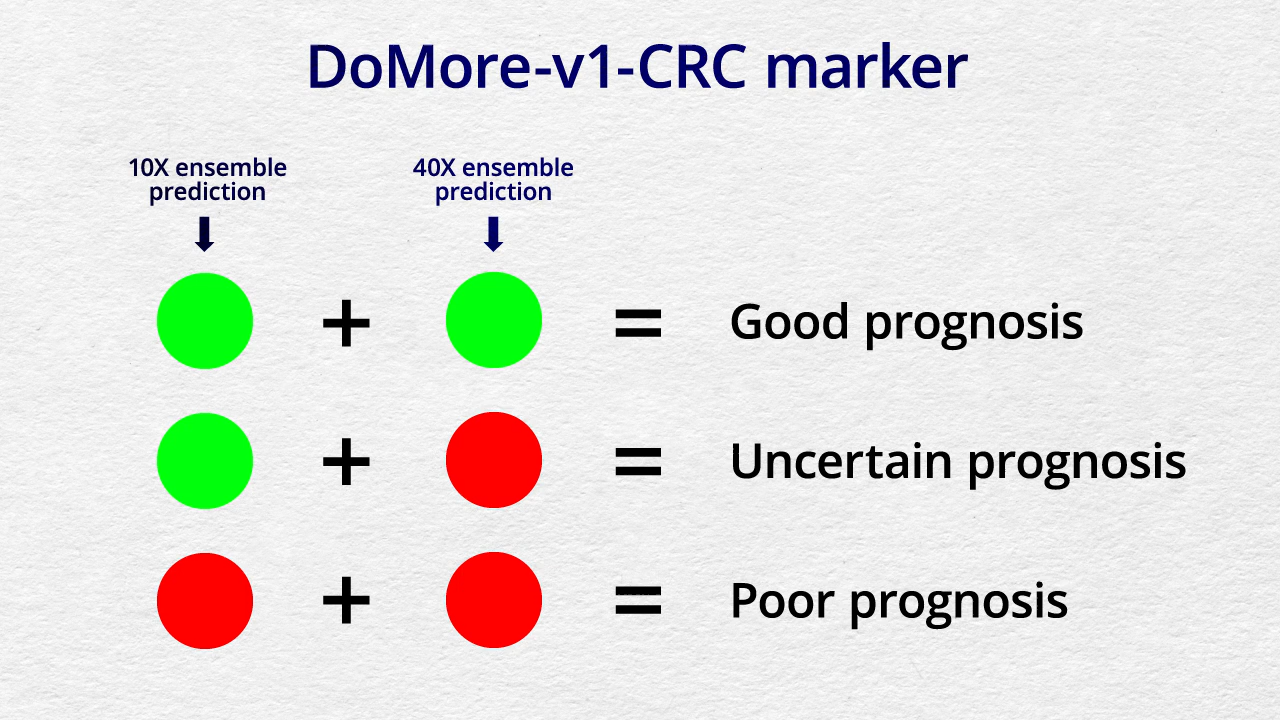 DoMore-v1-CRC marker
10X ensemble
prediction
40X ensemble
prediction
+ = Good prognosis
+ = Uncertain prognosis
+ = Poor prognosis